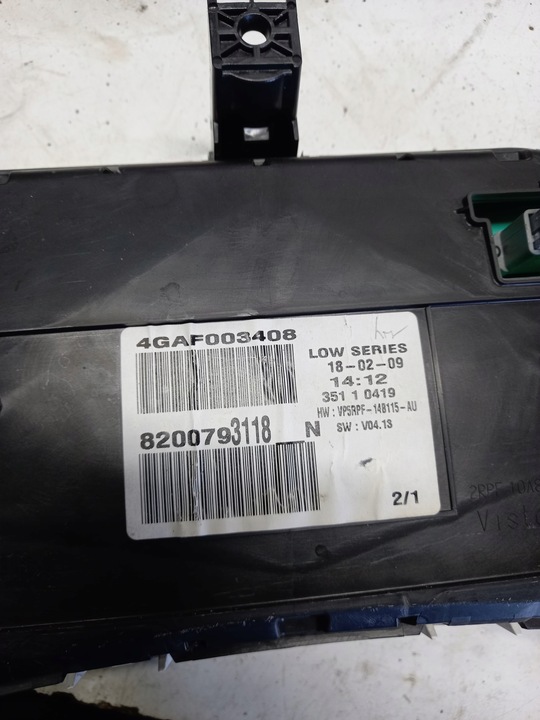 4GAF003408
LOW SERIES
18-02-09
14:12
351 1 0419
HW : VP5RPF-14B115-AU
SW : V04.13
8200793118 N
2/1